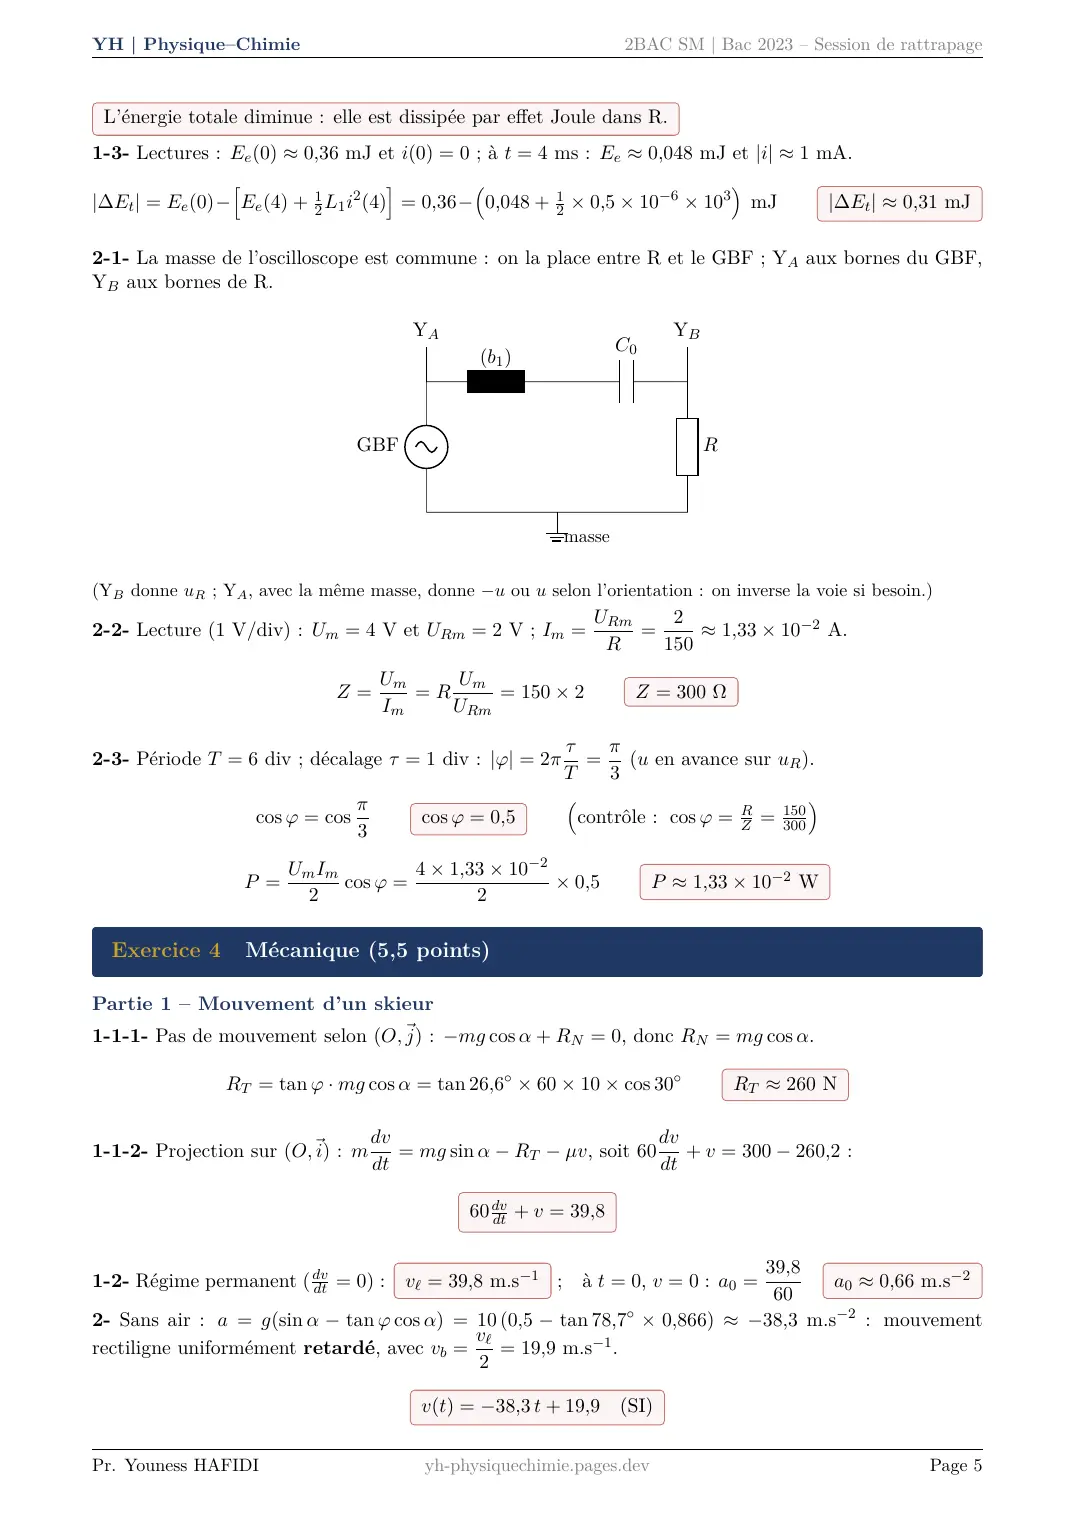 YH | Physique–Chimie 2BAC SM | Bac 2023 – Session de rattrapage
L'énergie totale diminue : elle est dissipée par effet Joule dans R.
1-3- Lectures : E_e(0) ≈ 0,36 mJ et i(0) = 0 ; à t = 4 ms : E_e ≈ 0,048 mJ et |i| ≈ 1 mA.
|ΔE_t| = E_e(0)−[E_e(4) + 1/2 L_1 i²(4)] = 0,36−(0,048 + 1/2 × 0,5 × 10⁻⁶ × 10³) mJ |ΔE_t| ≈ 0,31 mJ
2-1- La masse de l'oscilloscope est commune : on la place entre R et le GBF ; Y_A aux bornes du GBF,
Y_B aux bornes de R.
Y_A Y_B
(b_1) C_0
GBF R
masse
(Y_B donne u_R ; Y_A, avec la même masse, donne −u ou u selon l'orientation : on inverse la voie si besoin.)
2-2- Lecture (1 V/div) : U_m = 4 V et U_Rm = 2 V ; I_m = U_Rm/R = 2/150 ≈ 1,33 × 10⁻² A.
Z = U_m/I_m = R U_m/U_Rm = 150 × 2 Z = 300 Ω
2-3- Période T = 6 div ; décalage τ = 1 div : |φ| = 2π τ/T = π/3 (u en avance sur u_R).
cos φ = cos π/3 cos φ = 0,5 (contrôle : cos φ = R/Z = 150/300)
P = U_m I_m/2 cos φ = 4 × 1,33 × 10⁻²/2 × 0,5 P ≈ 1,33 × 10⁻² W
Exercice 4 Mécanique (5,5 points)
Partie 1 – Mouvement d'un skieur
1-1-1- Pas de mouvement selon (O, j⃗) : −mg cos α + R_N = 0, donc R_N = mg cos α.
R_T = tan φ · mg cos α = tan 26,6° × 60 × 10 × cos 30° R_T ≈ 260 N
1-1-2- Projection sur (O, i⃗) : m dv/dt = mg sin α − R_T − μv, soit 60 dv/dt + v = 300 − 260,2 :
60 dv/dt + v = 39,8
1-2- Régime permanent (dv/dt = 0) : v_ℓ = 39,8 m.s⁻¹ ; à t = 0, v = 0 : a_0 = 39,8/60 a_0 ≈ 0,66 m.s⁻²
2- Sans air : a = g(sin α − tan φ cos α) = 10 (0,5 − tan 78,7° × 0,866) ≈ −38,3 m.s⁻² : mouvement
rectiligne uniformément retardé, avec v_b = v_ℓ/2 = 19,9 m.s⁻¹.
v(t) = −38,3 t + 19,9 (SI)
Pr. Youness HAFIDI yh-physiquechimie.pages.dev Page 5